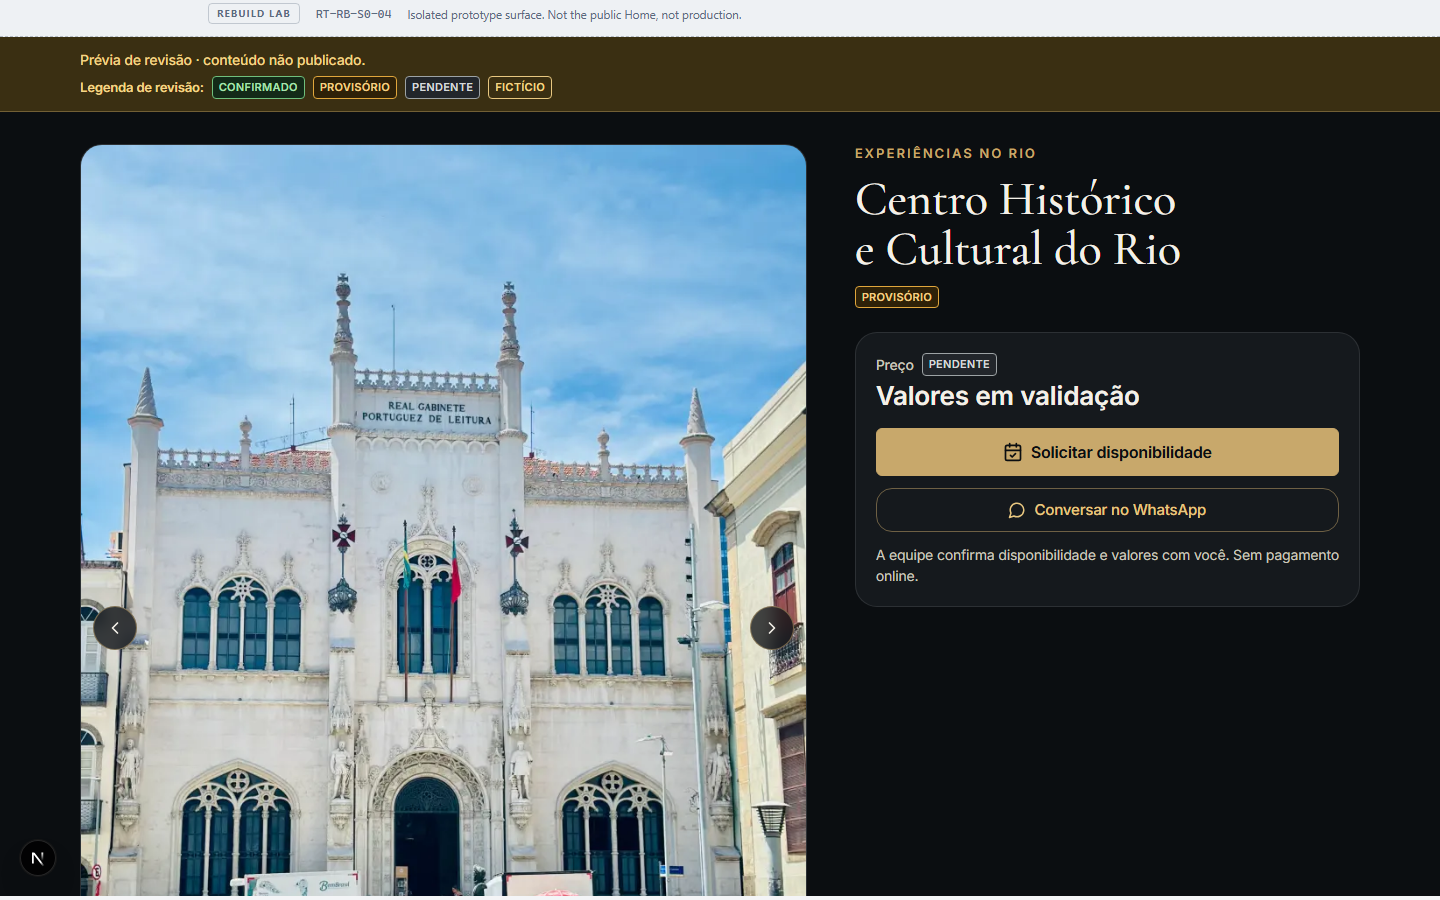 REBUILD LAB RT-RB-S0-04 Isolated prototype surface. Not the public Home, not production.
Prévia de revisão · conteúdo não publicado.
Legenda de revisão: CONFIRMADO PROVISÓRIO PENDENTE FICTÍCIO
EXPERIÊNCIAS NO RIO
Centro Histórico
e Cultural do Rio
PROVISÓRIO
Preço PENDENTE
Valores em validação
Solicitar disponibilidade
Conversar no WhatsApp
A equipe confirma disponibilidade e valores com você. Sem pagamento
online.
REAL GABINETE
PORTUGUEZ DE LEITURA
N